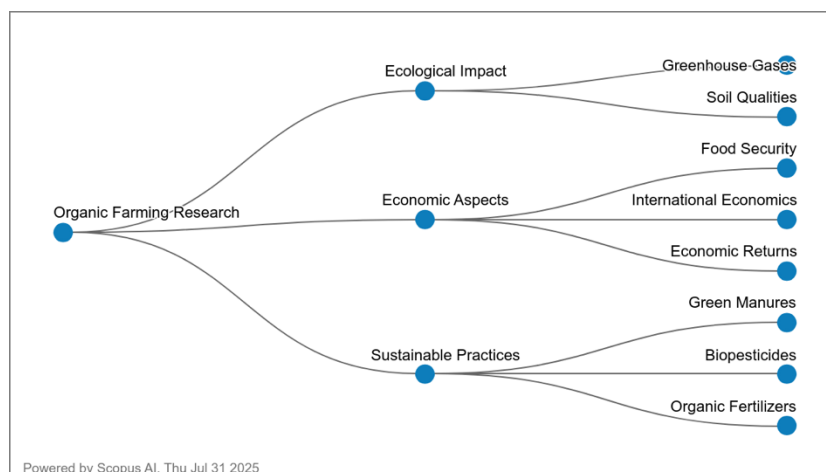 Greenhouse Gases
Ecological Impact
Soil Qualities
Food Security
Economic Aspects
International Economics
Organic Farming Research
Economic Returns
Green Manures
Sustainable Practices
Biopesticides
Organic Fertilizers
Powered by Scopus AI, Thu Jul 31 2025